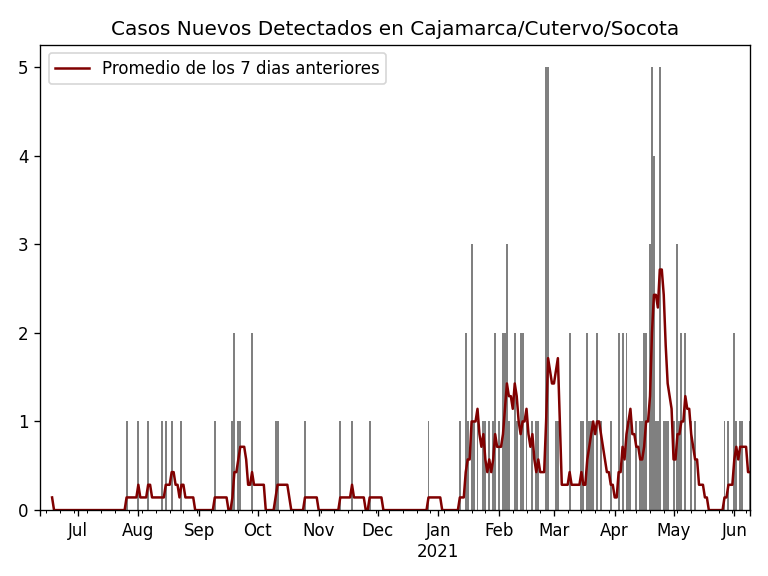 Casos Nuevos Detectados en Cajamarca/Cutervo/Socota
Promedio de los 7 dias anteriores
5
4
3
2
1
0
Jul Aug Sep Oct Nov Dec Jan Feb Mar Apr May Jun
2021